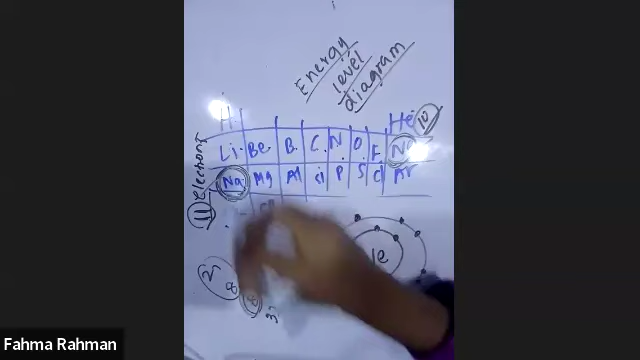 Energy
level
diagram
H
He 10
Li Be B C N O F Ne
Na Mg Al Si P S Cl Ar
11 electrons
2, 8
Fahma Rahman